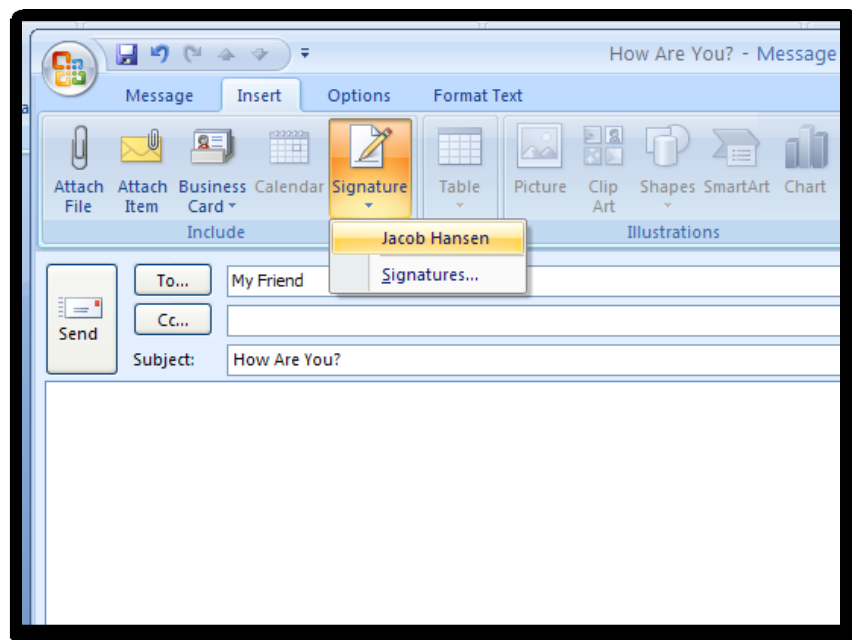 How Are You? - Message
Message Insert Options Format Text
Attach File
Attach Item
Business Card
Calendar
Signature
Table
Picture
Clip Art
Shapes
SmartArt
Chart
Include
Illustrations
Jacob Hansen
Signatures...
To... My Friend
Cc...
Send
Subject: How Are You?